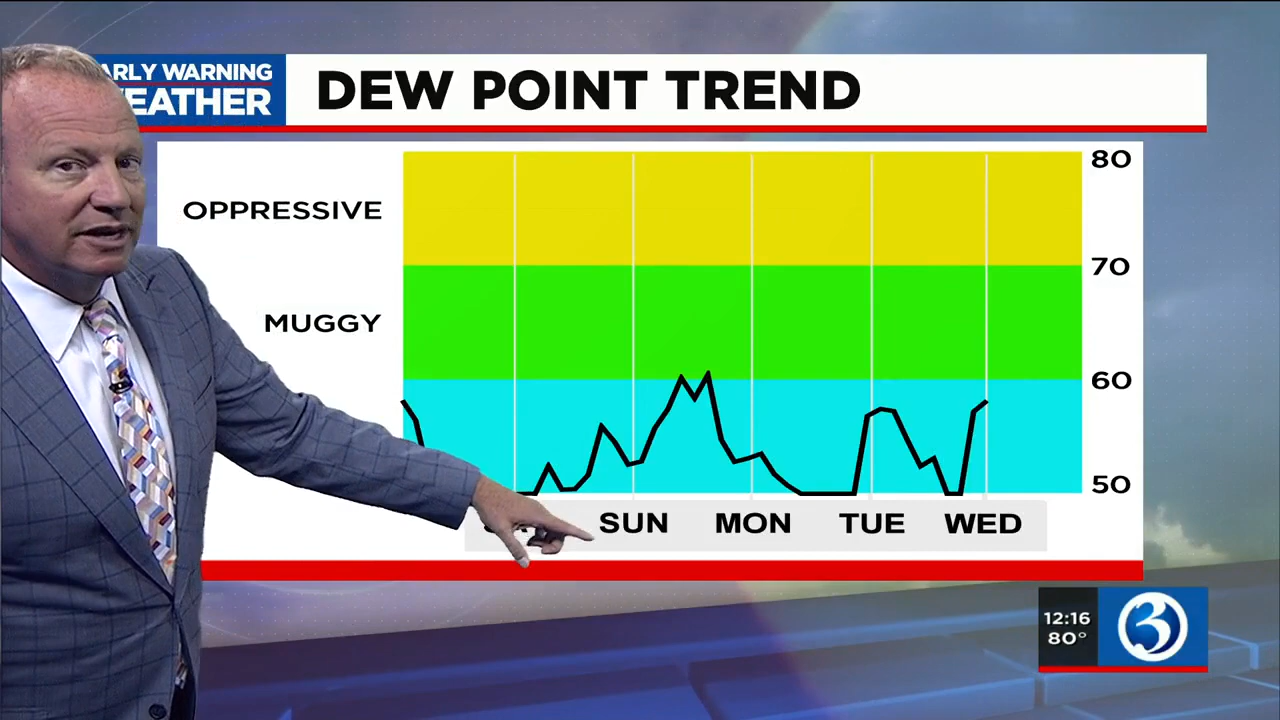 ARLY WARNING
EATHER
DEW POINT TREND
OPPRESSIVE
MUGGY
80
70
60
50
SUN MON TUE WED
12:16
80°
3